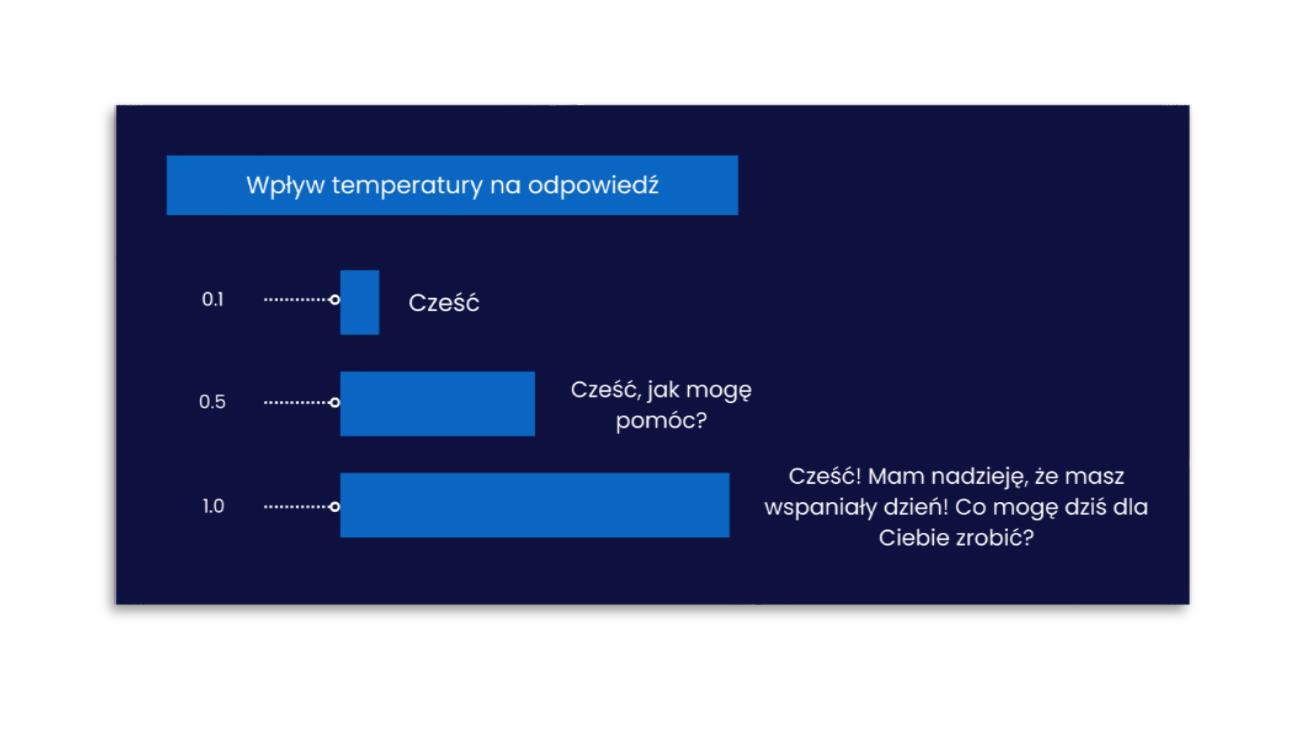 Wpływ temperatury na odpowiedź
0.1
Cześć
0.5
Cześć, jak mogę
pomóc?
1.0
Cześć! Mam nadzieję, że masz
wspaniały dzień! Co mogę dziś dla
Ciebie zrobić?